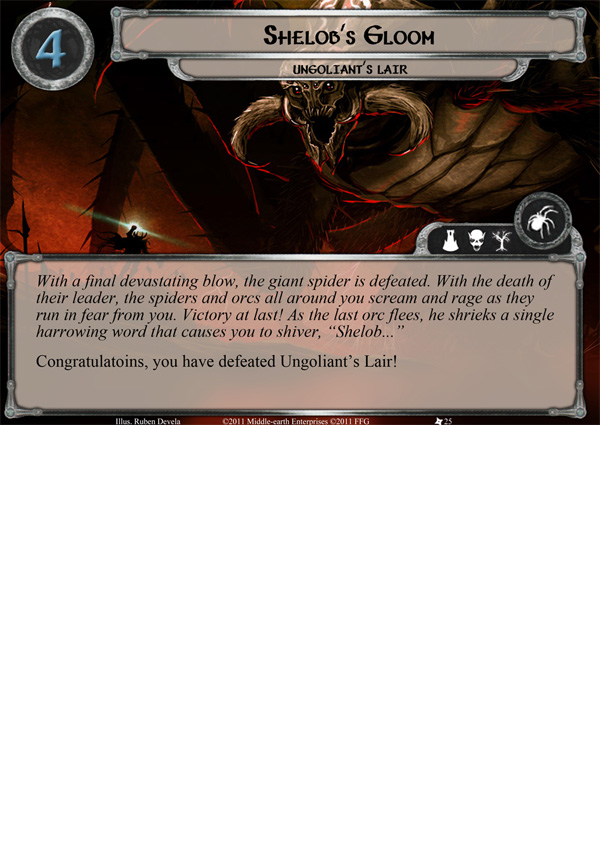 4
Shelob's Gloom
Ungoliant's Lair
With a final devastating blow, the giant spider is defeated. With the death of
their leader, the spiders and orcs all around you scream and rage as they
run in fear from you. Victory at last! As the last orc flees, he shrieks a single
harrowing word that causes you to shiver, “Shelob...”
Congratulatoins, you have defeated Ungoliant’s Lair!
Illus. Ruben Devela ©2011 Middle-earth Enterprises ©2011 FFG 25